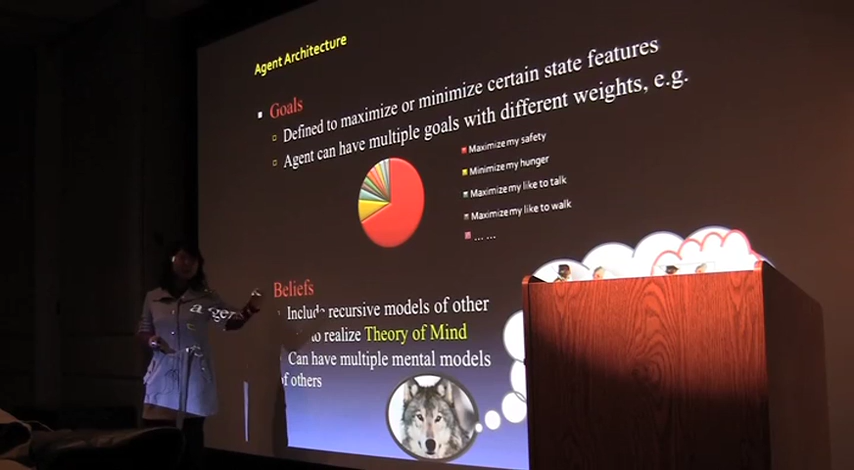 Agent Architecture
Goals
Defined to maximize or minimize certain state features
Agent can have multiple goals with different weights, e.g.
Maximize my safety
Minimize my hunger
Maximize my like to talk
Maximize my like to walk
... ...
Beliefs
Include recursive models of other
agents to realize Theory of Mind
Can have multiple mental models
of others